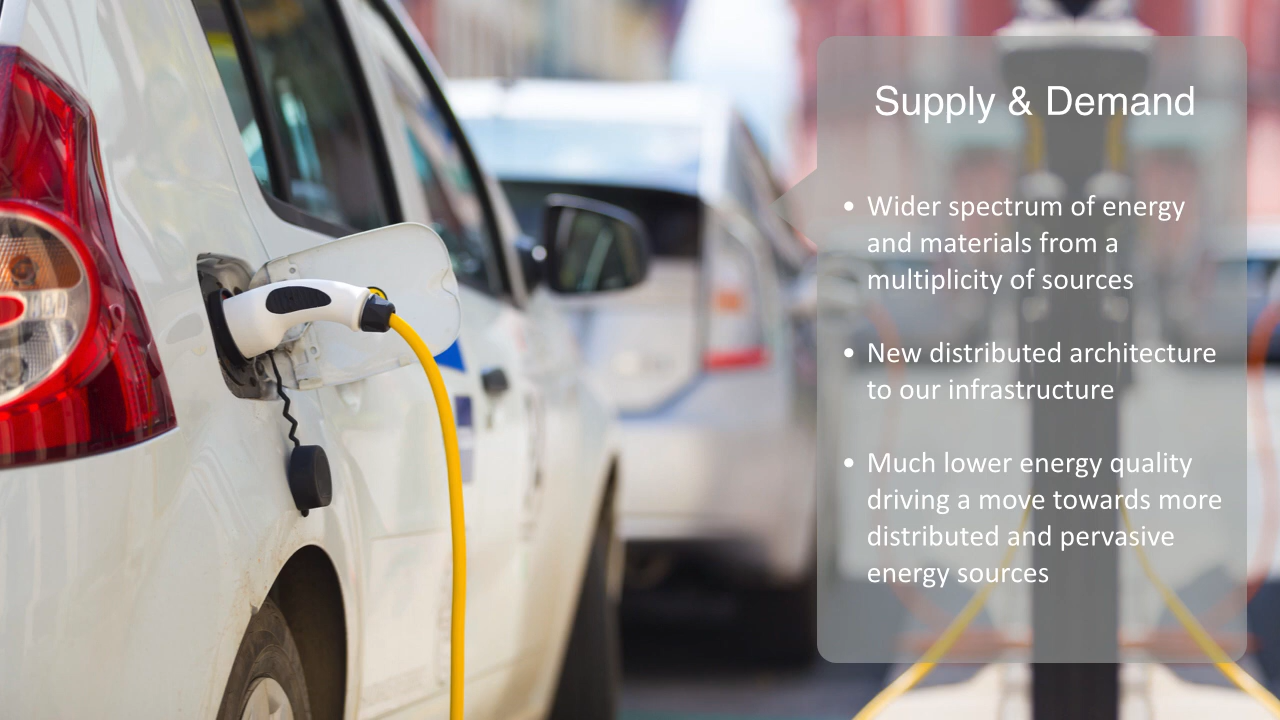 Supply & Demand
• Wider spectrum of energy
and materials from a
multiplicity of sources
• New distributed architecture
to our infrastructure
• Much lower energy quality
driving a move towards more
distributed and pervasive
energy sources